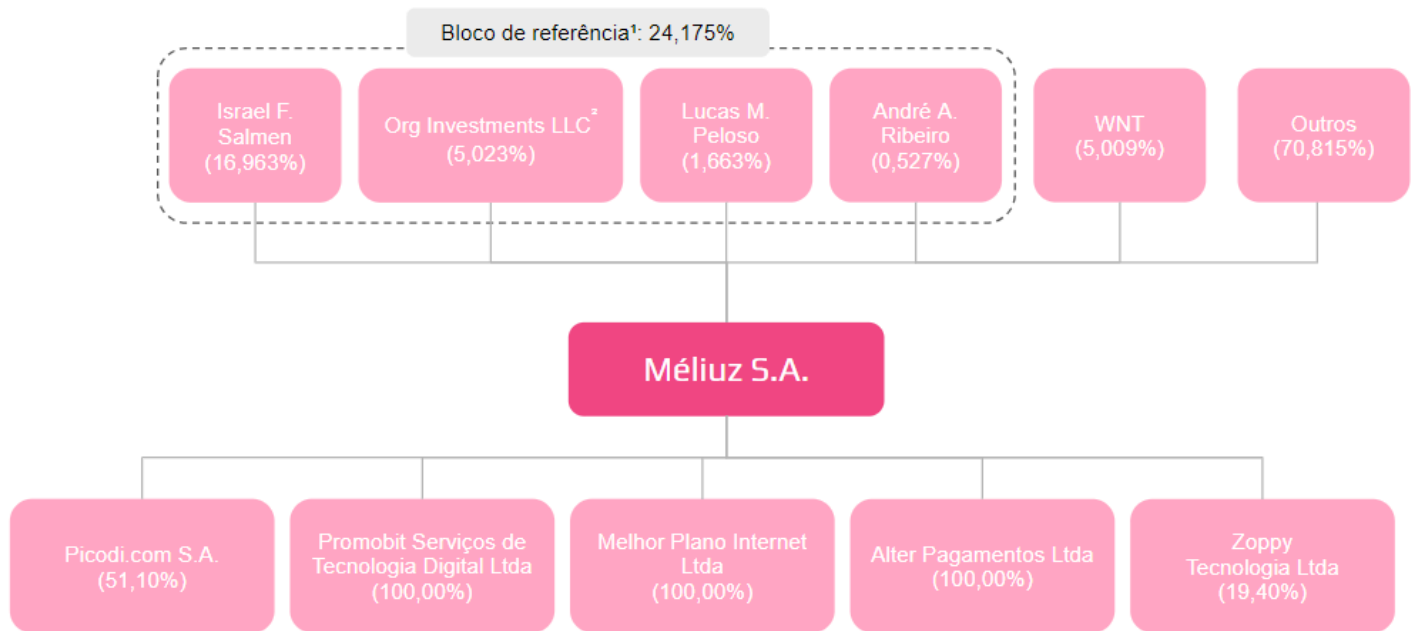 Bloco de referência¹: 24,175%
Israel F.
Salmen
(16,963%)
Org Investments LLC²
(5,023%)
Lucas M.
Peloso
(1,663%)
André A.
Ribeiro
(0,527%)
WNT
(5,009%)
Outros
(70,815%)
Méliuz S.A.
Picodi.com S.A.
(51,10%)
Promobit Serviços de
Tecnologia Digital Ltda
(100,00%)
Melhor Plano Internet
Ltda
(100,00%)
Alter Pagamentos Ltda
(100,00%)
Zoppy
Tecnologia Ltda
(19,40%)